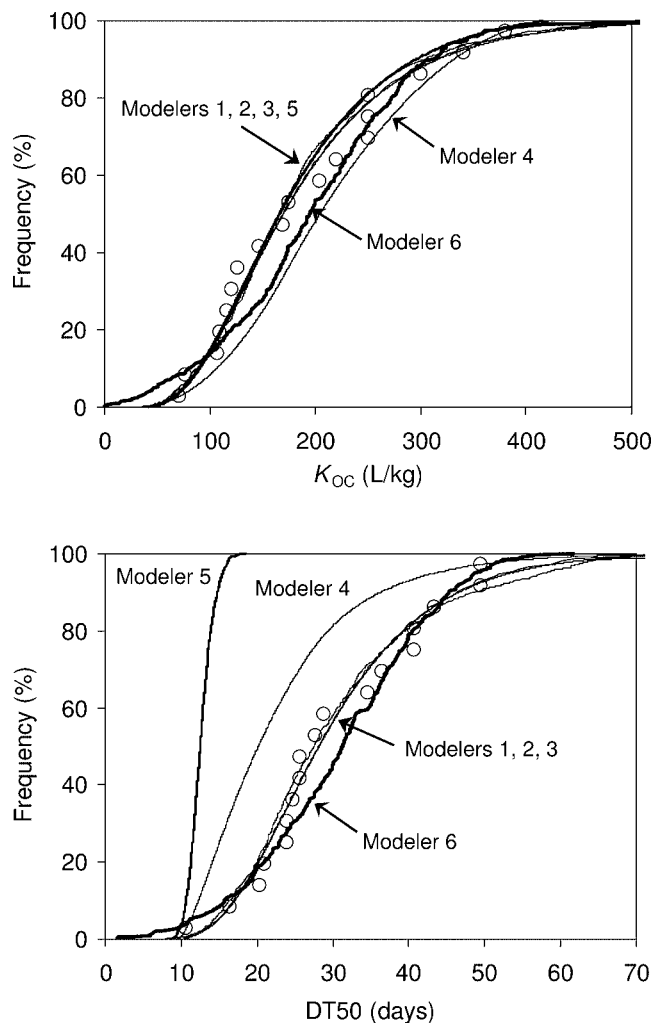 100
80
60
40
20
0
Frequency (%)
Modelers 1, 2, 3, 5
Modeler 4
Modeler 6
0 100 200 300 400 500
KOC (L/kg)
100
80
60
40
20
0
Frequency (%)
Modeler 5
Modeler 4
Modelers 1, 2, 3
Modeler 6
0 10 20 30 40 50 60 70
DT50 (days)